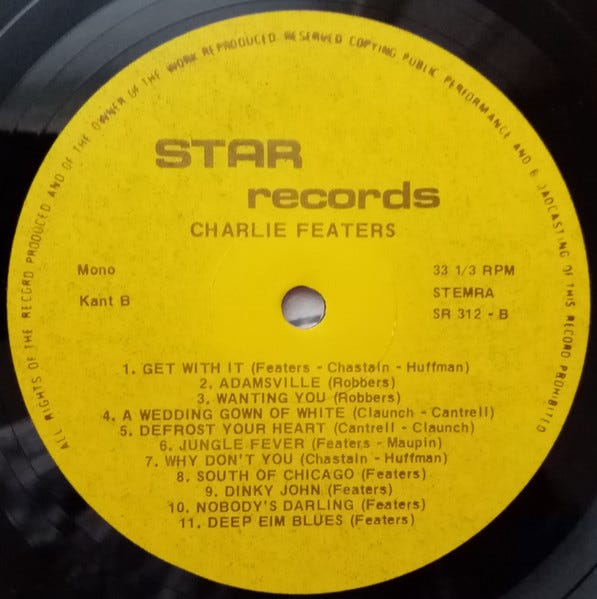 ALL RIGHTS OF THE RECORD PRODUCED AND OF THE OWNER OF THE WORK REPRODUCED RESERVED COPYING PUBLIC PERFORMANCE AND B OADCASTING OF THIS RECORD PROHIBITED
STAR
records
CHARLIE FEATERS
Mono
33 1/3 RPM
Kant B
STEMRA
SR 312 - B
1. GET WITH IT (Featers - Chastain - Huffman)
2. ADAMSVILLE (Robbers)
3. WANTING YOU (Robbers)
4. A WEDDING GOWN OF WHITE (Claunch - Cantrell)
5. DEFROST YOUR HEART (Cantrell - Claunch)
6. JUNGLE FEVER (Featers - Maupin)
7. WHY DON'T YOU (Chastain - Huffman)
8. SOUTH OF CHICAGO (Featers)
9. DINKY JOHN (Featers)
10. NOBODY'S DARLING (Featers)
11. DEEP EIM BLUES (Featers)